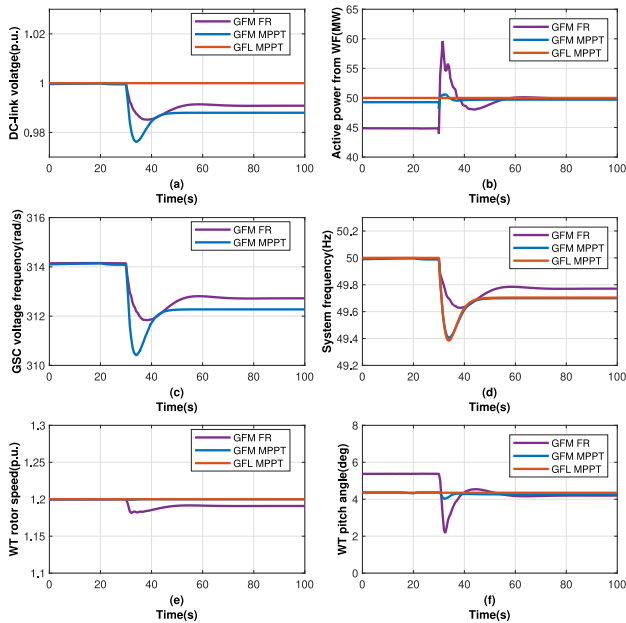 DC-link volatge(p.u.)
1.02
1
0.98
GFM FR
GFM MPPT
GFL MPPT
0 20 40 60 80 100
(a)
Time(s)
Active power from WF(MW)
65
60
55
50
45
40
GFM FR
GFM MPPT
GFL MPPT
0 20 40 60 80 100
(b)
Time(s)
GSC voltage frequency(rad/s)
316
314
312
310
GFM FR
GFM MPPT
0 20 40 60 80 100
(c)
Time(s)
System frequency(Hz)
50.2
50
49.8
49.6
49.4
49.2
GFM FR
GFM MPPT
GFL MPPT
0 20 40 60 80 100
(d)
Time(s)
WT rotor speed(p.u.)
1.3
1.25
1.2
1.15
1.1
GFM FR
GFM MPPT
GFL MPPT
0 20 40 60 80 100
(e)
Time(s)
WT pitch angle(deg)
8
6
4
2
0
GFM FR
GFM MPPT
GFL MPPT
0 20 40 60 80 100
(f)
Time(s)